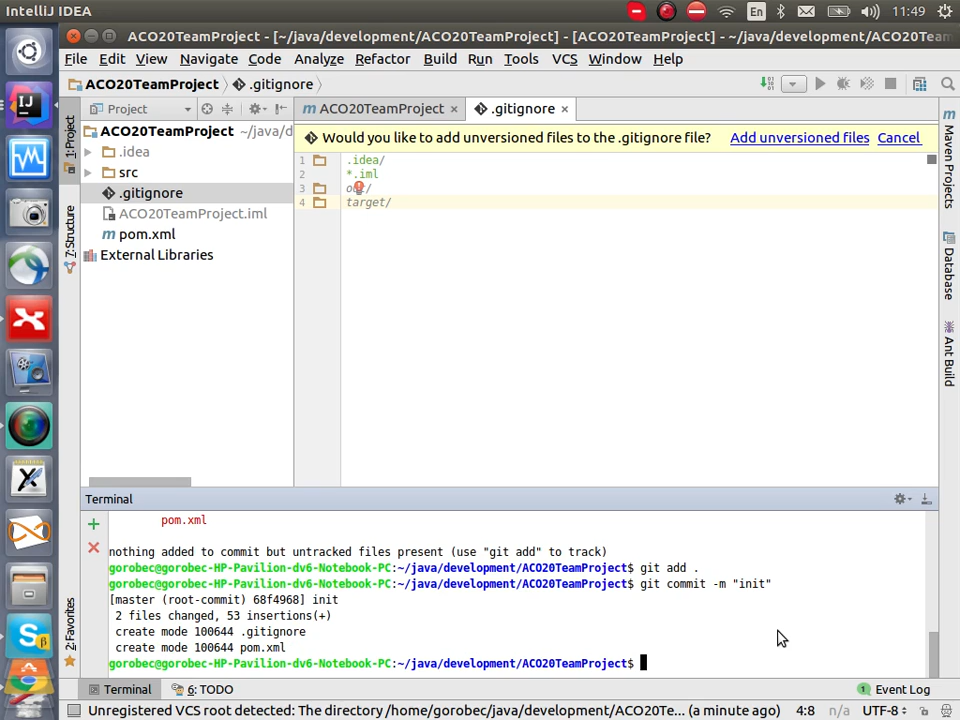 IntelliJ IDEA
En
11:49
ACO20TeamProject - [~/java/development/ACO20TeamProject] - [ACO20TeamProject] - ~/java/development/ACO20Team
File Edit View Navigate Code Analyze Refactor Build Run Tools VCS Window Help
ACO20TeamProject .gitignore
Project
ACO20TeamProject
.gitignore
1: Project
7: Structure
2: Favorites
ACO20TeamProject ~/java/d
.idea
src
.gitignore
ACO20TeamProject.iml
pom.xml
External Libraries
Would you like to add unversioned files to the .gitignore file? Add unversioned files Cancel
1 .idea/
2 *.iml
3
4 target/
Maven Projects
Database
Ant Build
Terminal
pom.xml
nothing added to commit but untracked files present (use "git add" to track)
gorobec@gorobec-HP-Pavilion-dv6-Notebook-PC:~/java/development/ACO20TeamProject$ git add .
gorobec@gorobec-HP-Pavilion-dv6-Notebook-PC:~/java/development/ACO20TeamProject$ git commit -m "init"
[master (root-commit) 68f4968] init
2 files changed, 53 insertions(+)
create mode 100644 .gitignore
create mode 100644 pom.xml
gorobec@gorobec-HP-Pavilion-dv6-Notebook-PC:~/java/development/ACO20TeamProject$
Terminal
6: TODO
1 Event Log
Unregistered VCS root detected: The directory /home/gorobec/java/development/ACO20Te... (a minute ago)
4:8 n/a UTF-8